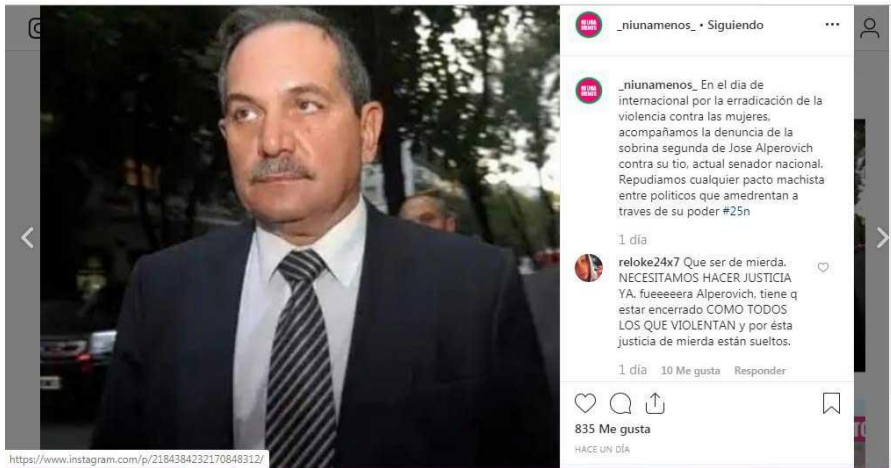 _niunamenos_ • Siguiendo
NI UNA
MENOS
_niunamenos_ En el dia de
internacional por la erradicación de la
violencia contra las mujeres,
acompañamos la denuncia de la
sobrina segunda de Jose Alperovich
contra su tio, actual senador nacional.
Repudiamos cualquier pacto machista
entre politicos que amedrentan a
traves de su poder #25n
1 día
reloke24x7 Que ser de mierda.
NECESITAMOS HACER JUSTICIA
YA. fueeeeera Alperovich, tiene q
estar encerrado COMO TODOS
LOS QUE VIOLENTAN y por ésta
justicia de mierda están sueltos.
1 día 10 Me gusta Responder
835 Me gusta
HACE UN DÍA
https://www.instagram.com/p/2184384232170848312/